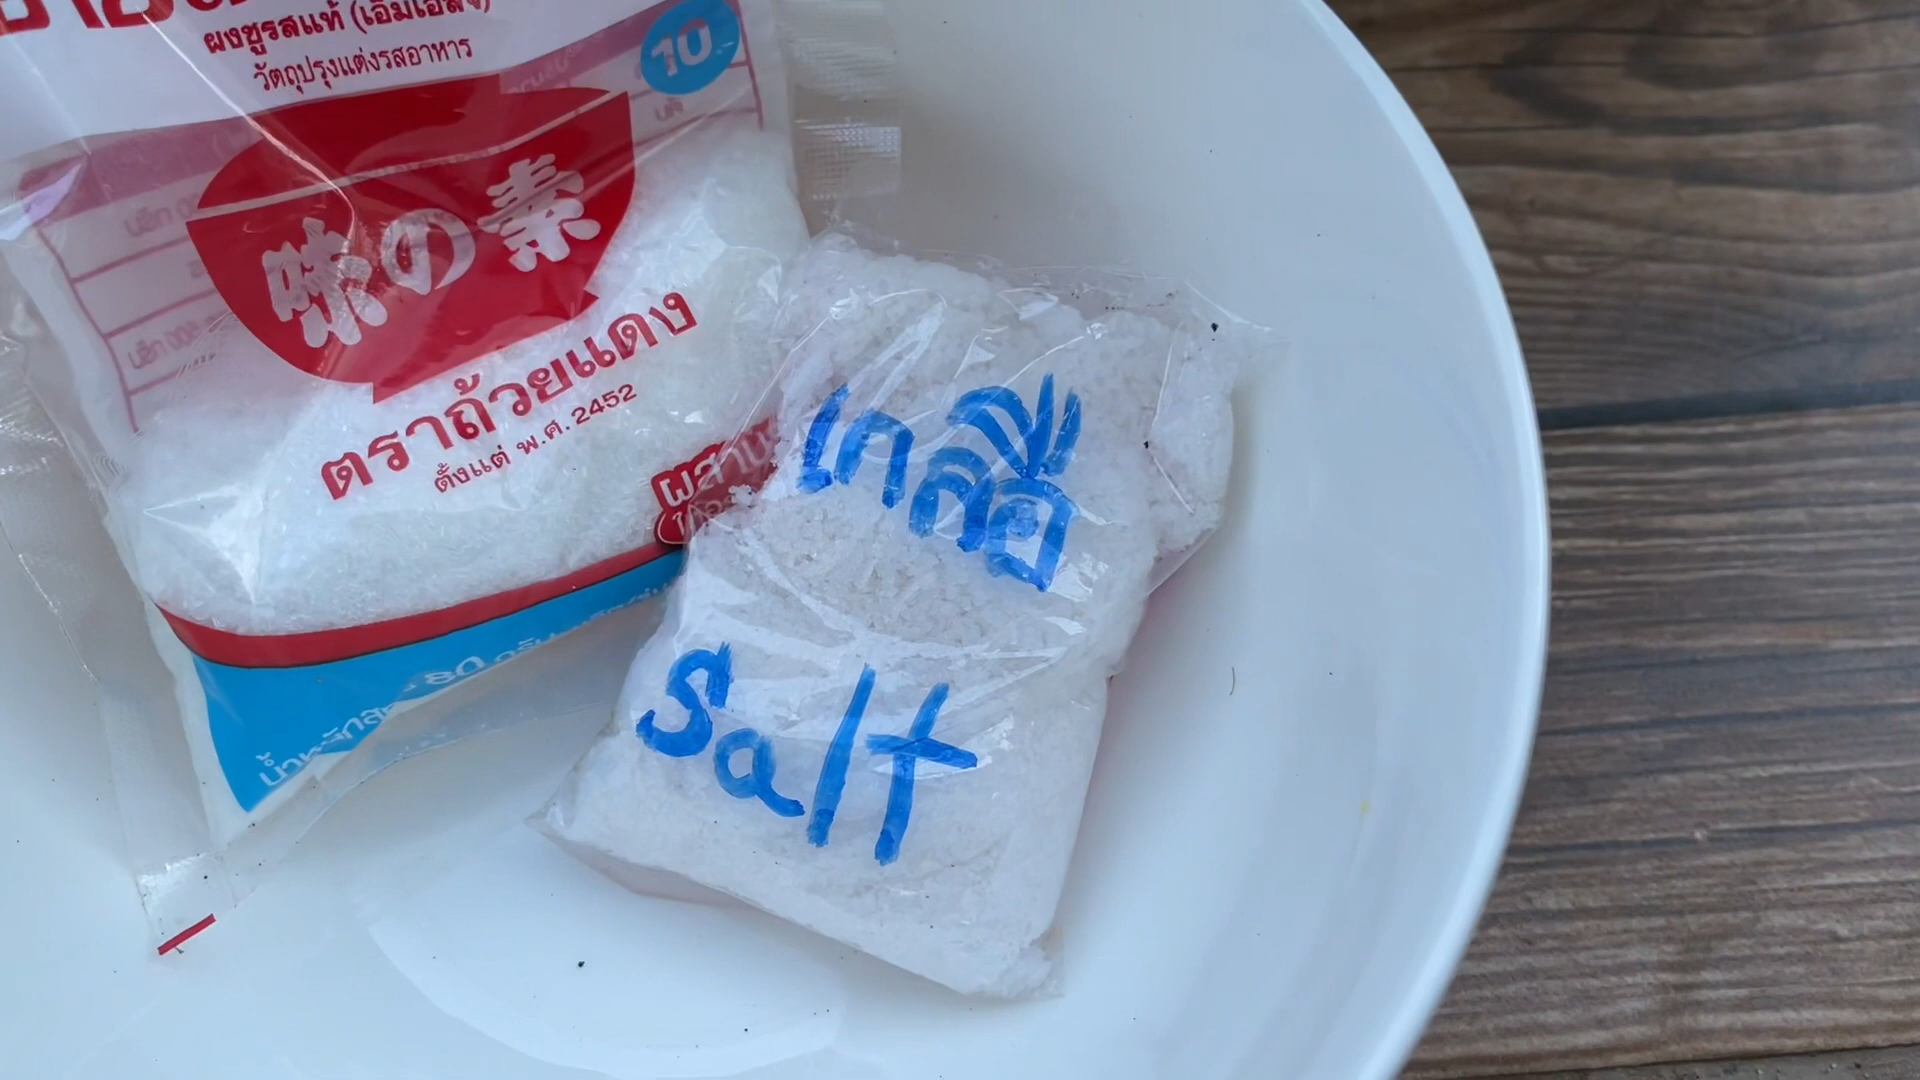 ผงชูรสแท้ (เอ็มเอสจี)
วัตถุปรุงแต่งรสอาหาร
10
味の素
ตราถ้วยแดง
ตั้งแต่ พ.ศ. 2452
80
เกลือ
Salt